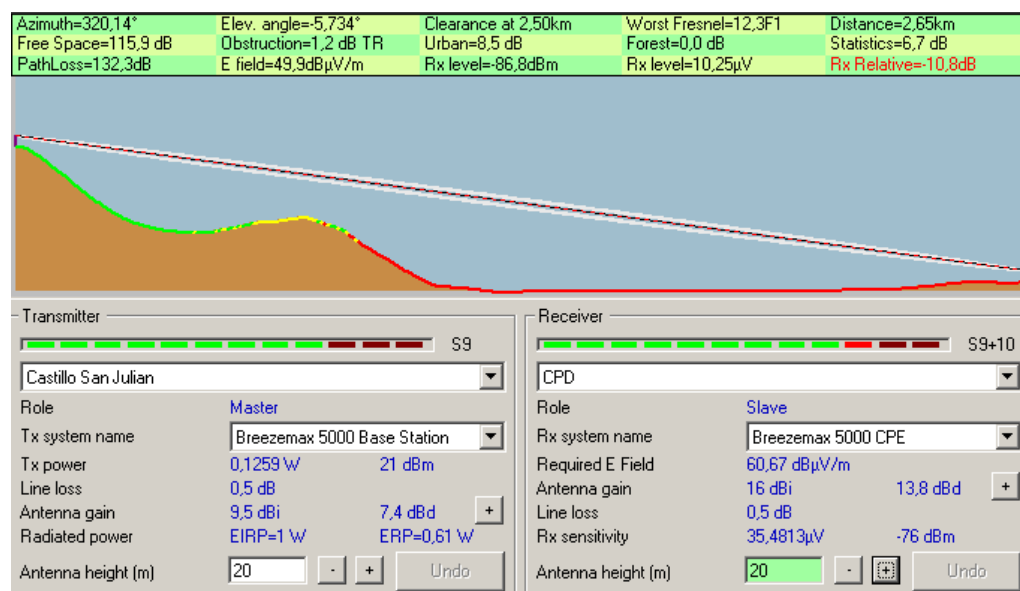 Azimuth=320,14° Elev. angle=-5,734° Clearance at 2,50km Worst Fresnel=12,3F1 Distance=2,65km
Free Space=115,9 dB Obstruction=1,2 dB TR Urban=8,5 dB Forest=0,0 dB Statistics=6,7 dB
PathLoss=132,3dB E field=49,9dBµV/m Rx level=-86,8dBm Rx level=10,25µV Rx Relative=-10,8dB
Transmitter
S9
Castillo San Julian
Role Master
Tx system name Breezemax 5000 Base Station
Tx power 0,1259 W 21 dBm
Line loss 0,5 dB
Antenna gain 9,5 dBi 7,4 dBd +
Radiated power EIRP=1 W ERP=0,61 W
Antenna height (m) 20 - + Undo
Receiver
S9+10
CPD
Role Slave
Rx system name Breezemax 5000 CPE
Required E Field 60,67 dBµV/m
Antenna gain 16 dBi 13,8 dBd +
Line loss 0,5 dB
Rx sensitivity 35,4813µV -76 dBm
Antenna height (m) 20 - + Undo